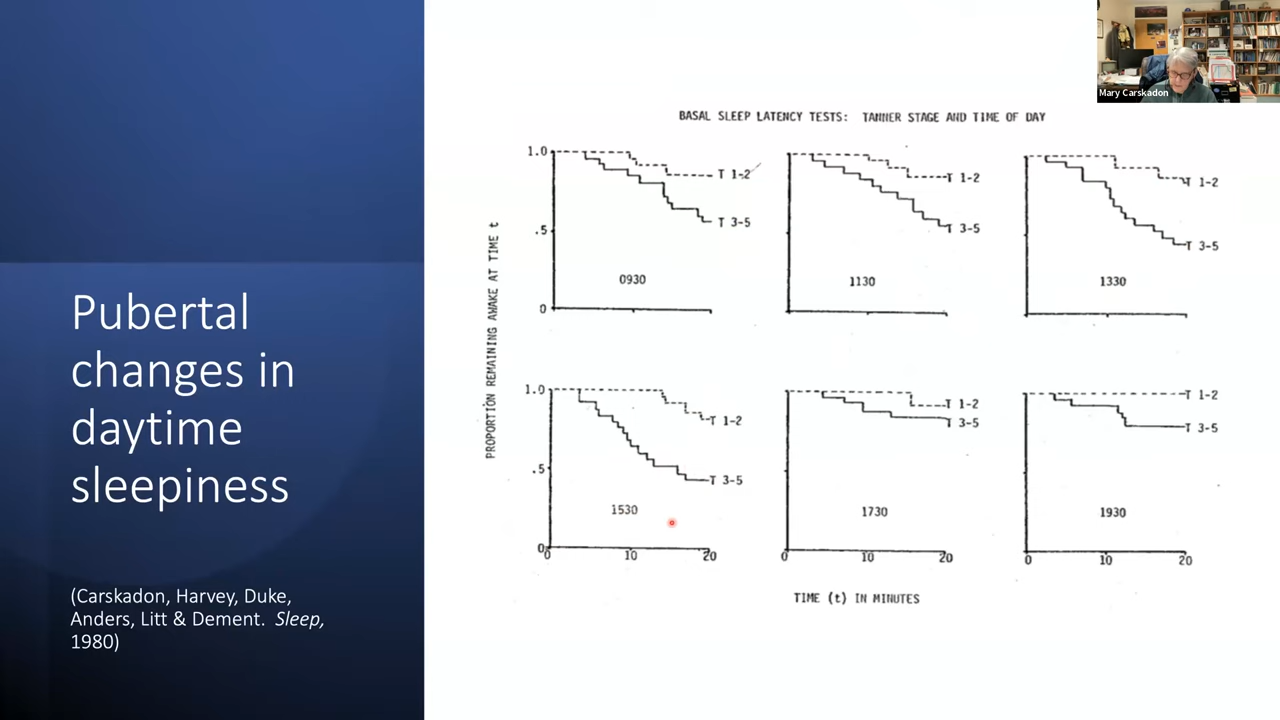 Mary Carskadon
Pubertal
changes in
daytime
sleepiness
(Carskadon, Harvey, Duke,
Anders, Litt & Dement. Sleep,
1980)
BASAL SLEEP LATENCY TESTS: TANNER STAGE AND TIME OF DAY
PROPORTION REMAINING AWAKE AT TIME t
1.0
T 1-2
T 3-5
.5
0930
0
T 1-2
T 3-5
1130
T 1-2
T 3-5
1330
1.0
T 1-2
.5
T 3-5
1530
0
0 10 20
T 1-2
T 3-5
1730
0 10 20
T 1-2
T 3-5
1930
0 10 20
TIME (t) IN MINUTES